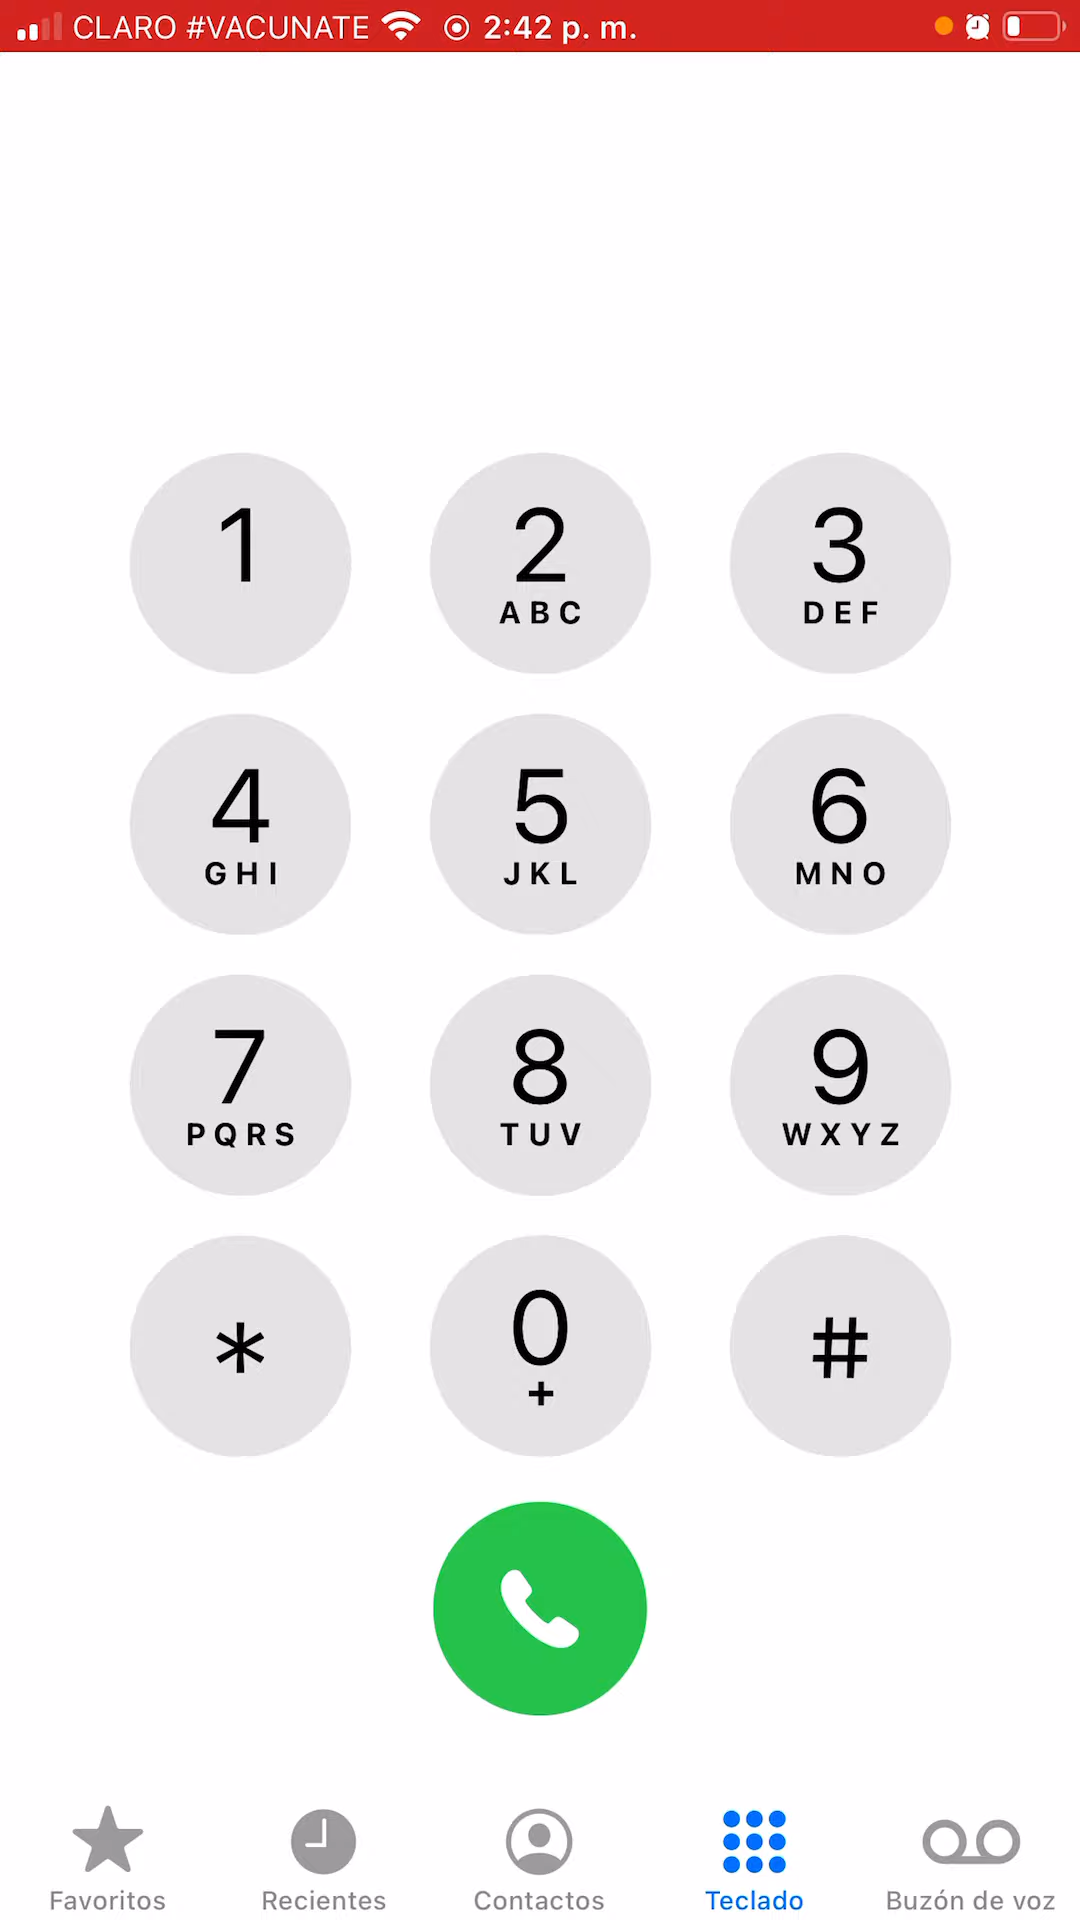 CLARO #VACUNATE 2:42 p. m.
1 2 3
ABC DEF
4 5 6
GHI JKL MNO
7 8 9
PQRS TUV WXYZ
* 0 #
+
Favoritos Recientes Contactos Teclado Buzón de voz